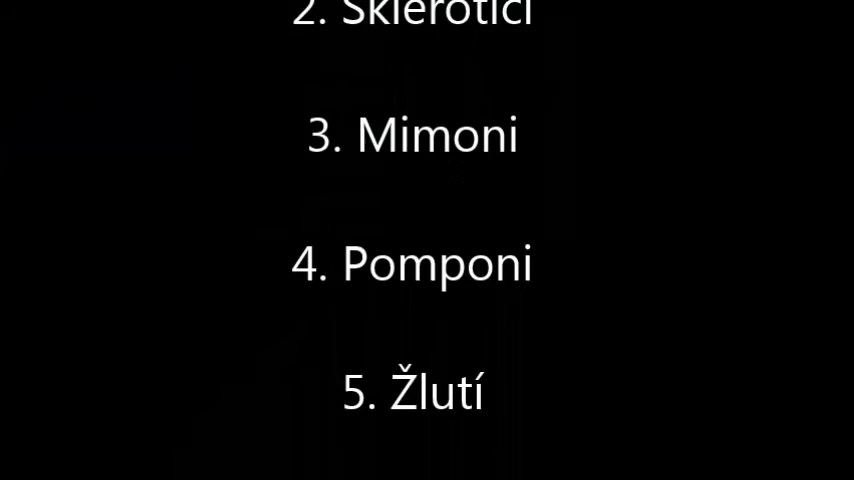 2. Sklerotici
3. Mimoni
4. Pomponi
5. Žlutí